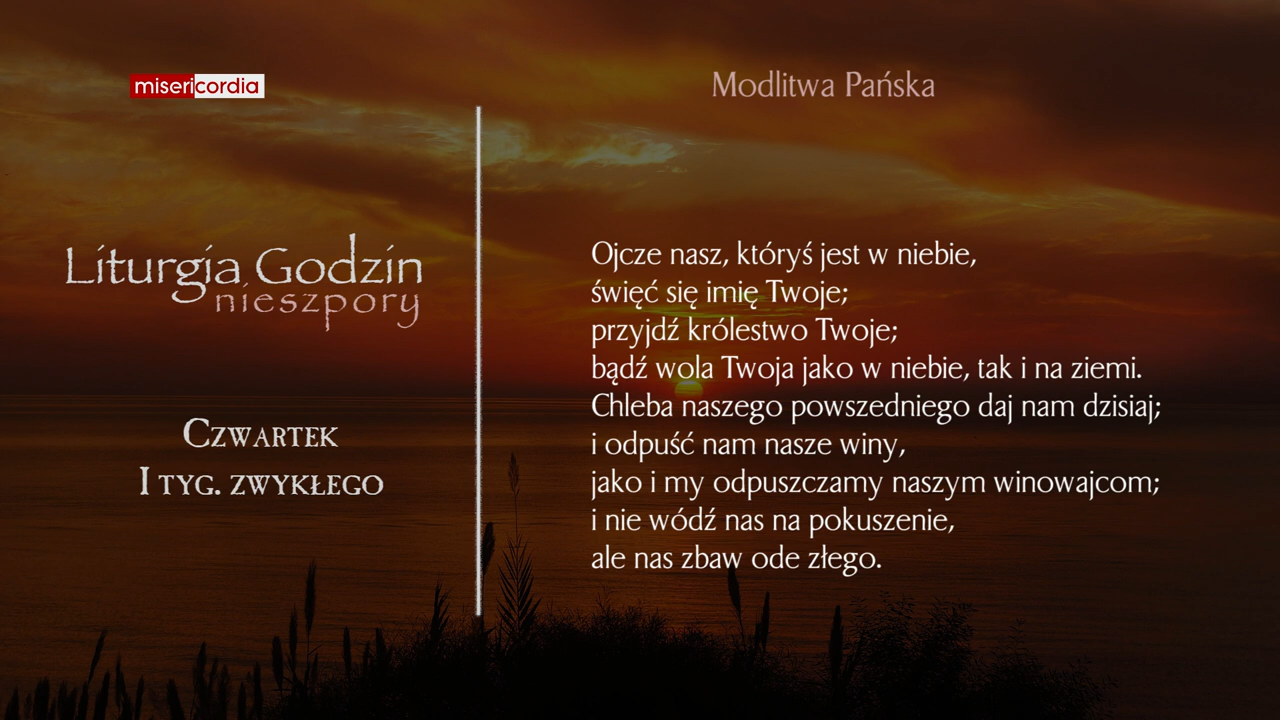 misericordia
Liturgia Godzin
nieszpory
Czwartek
I tyg. zwykłego
Modlitwa Pańska
Ojcze nasz, któryś jest w niebie,
święć się imię Twoje;
przyjdź królestwo Twoje;
bądź wola Twoja jako w niebie, tak i na ziemi.
Chleba naszego powszedniego daj nam dzisiaj;
i odpuść nam nasze winy,
jako i my odpuszczamy naszym winowajcom;
i nie wódź nas na pokuszenie,
ale nas zbaw ode złego.